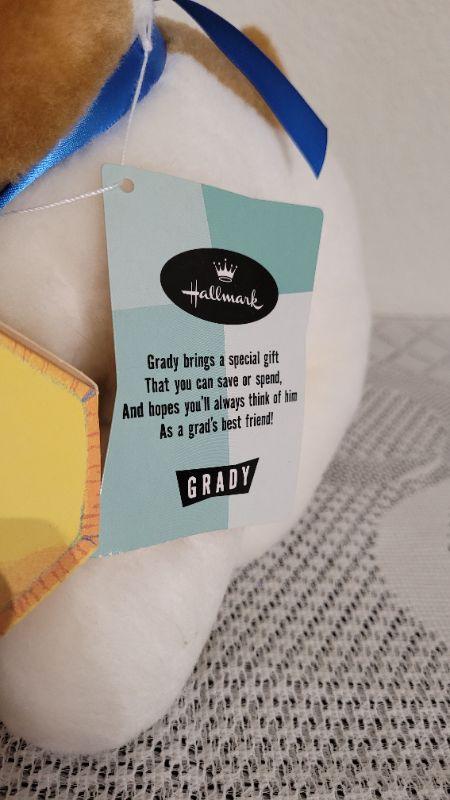 Hallmark
Grady brings a special gift
That you can save or spend,
And hopes you'll always think of him
As a grad's best friend!
GRADY